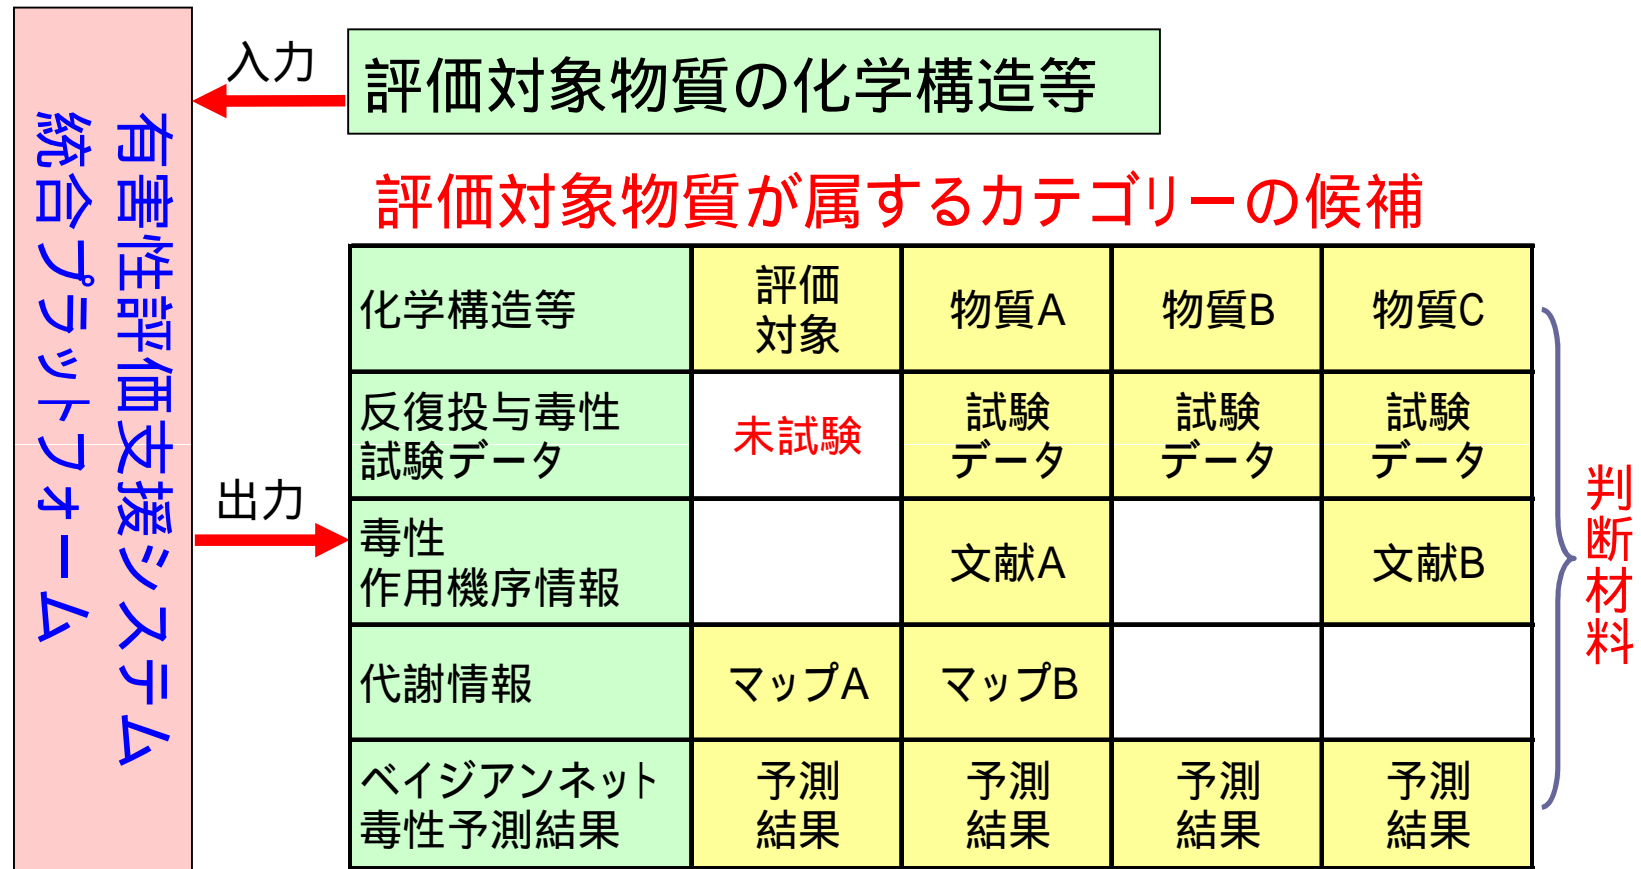 有害性評価支援システム
統合プラットフォーム
入力
評価対象物質の化学構造等
評価対象物質が属するカテゴリーの候補
化学構造等
評価
対象
物質A
物質B
物質C
反復投与毒性
試験データ
未試験
試験
データ
試験
データ
試験
データ
出力
毒性
作用機序情報
文献A
文献B
代謝情報
マップA
マップB
ベイジアンネット
毒性予測結果
予測
結果
予測
結果
予測
結果
予測
結果
判断材料